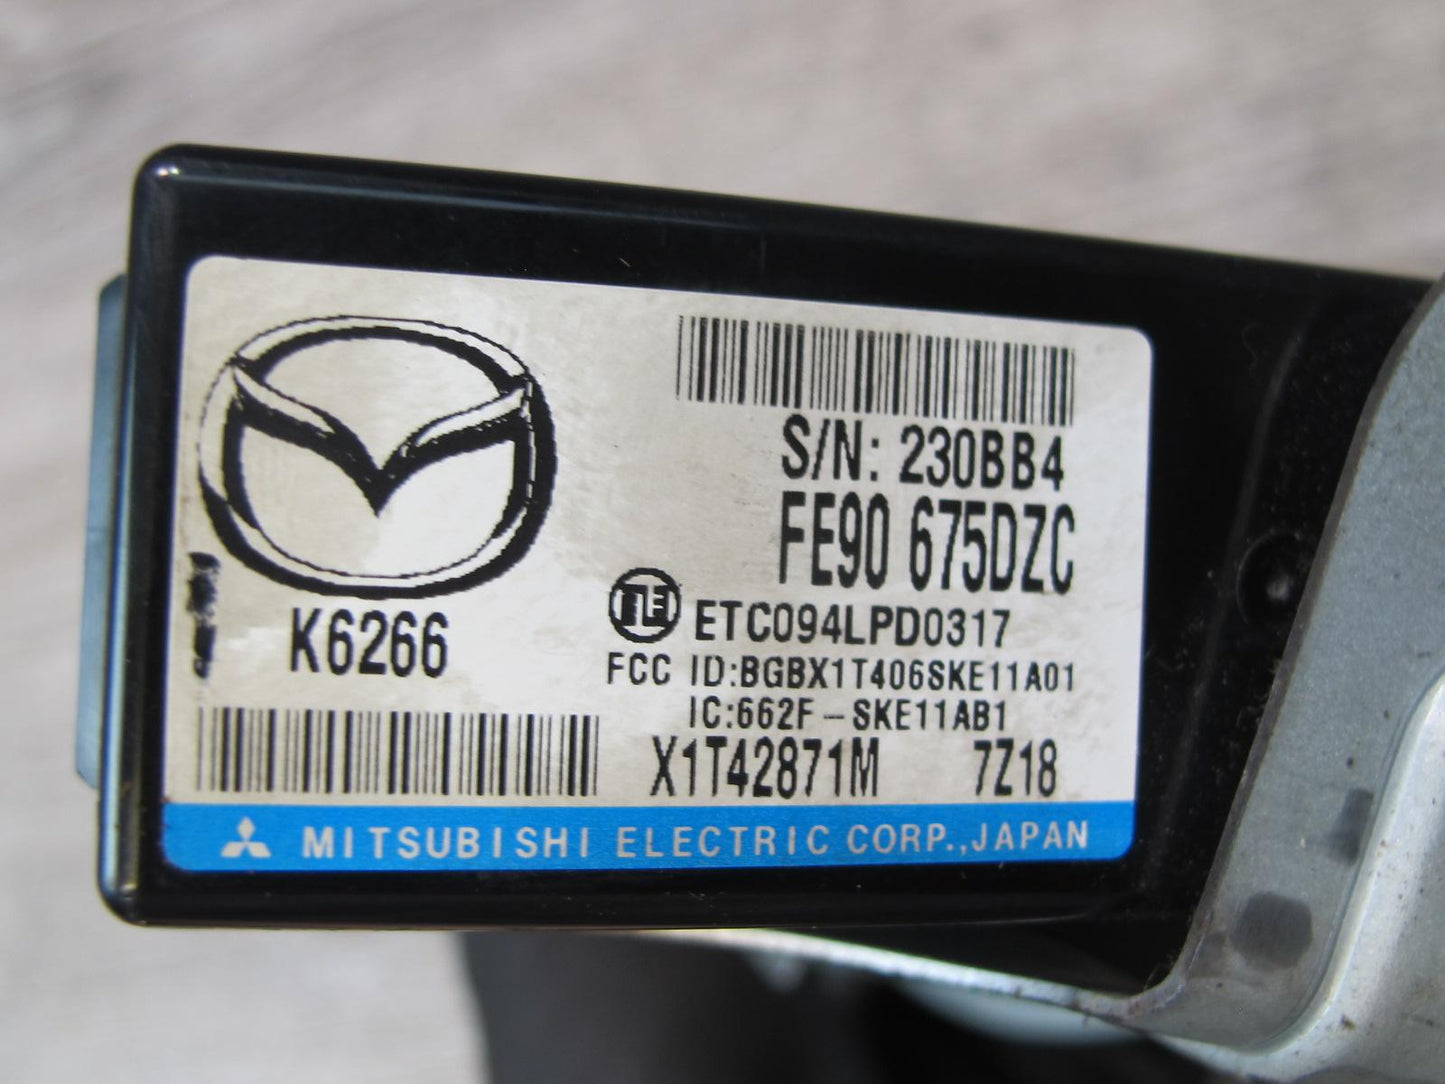 S/N: 230BB4
FE90 675DZC
K6266
ETC094LPD0317
FCC ID:BGBX1T406SKE11A01
IC:662F-SKE11AB1
X1T42871M 7Z18
MITSUBISHI ELECTRIC CORP.,JAPAN